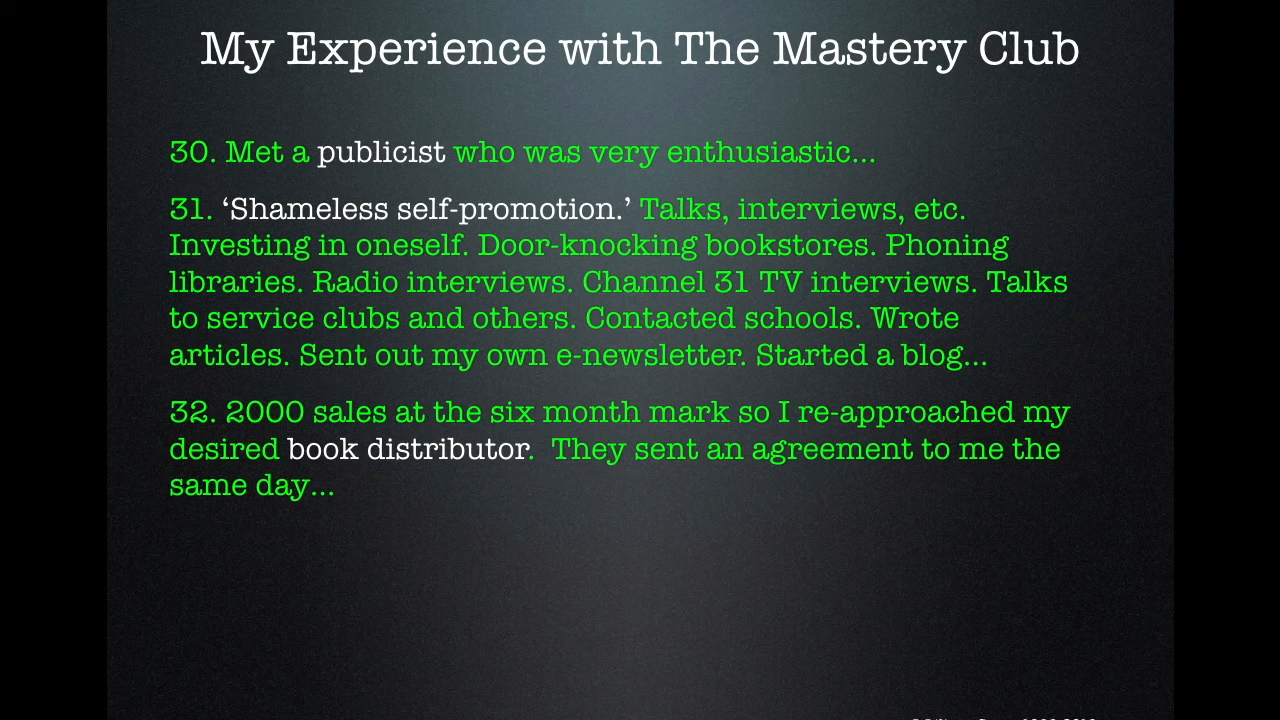 My Experience with The Mastery Club
30. Met a publicist who was very enthusiastic...
31. ‘Shameless self-promotion.’ Talks, interviews, etc.
Investing in oneself. Door-knocking bookstores. Phoning
libraries. Radio interviews. Channel 31 TV interviews. Talks
to service clubs and others. Contacted schools. Wrote
articles. Sent out my own e-newsletter. Started a blog...
32. 2000 sales at the six month mark so I re-approached my
desired book distributor.  They sent an agreement to me the
same day...